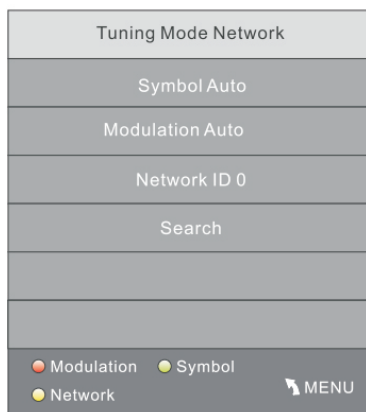 Tuning Mode Network
Symbol Auto
Modulation Auto
Network ID 0
Search
Modulation Symbol
Network
MENU